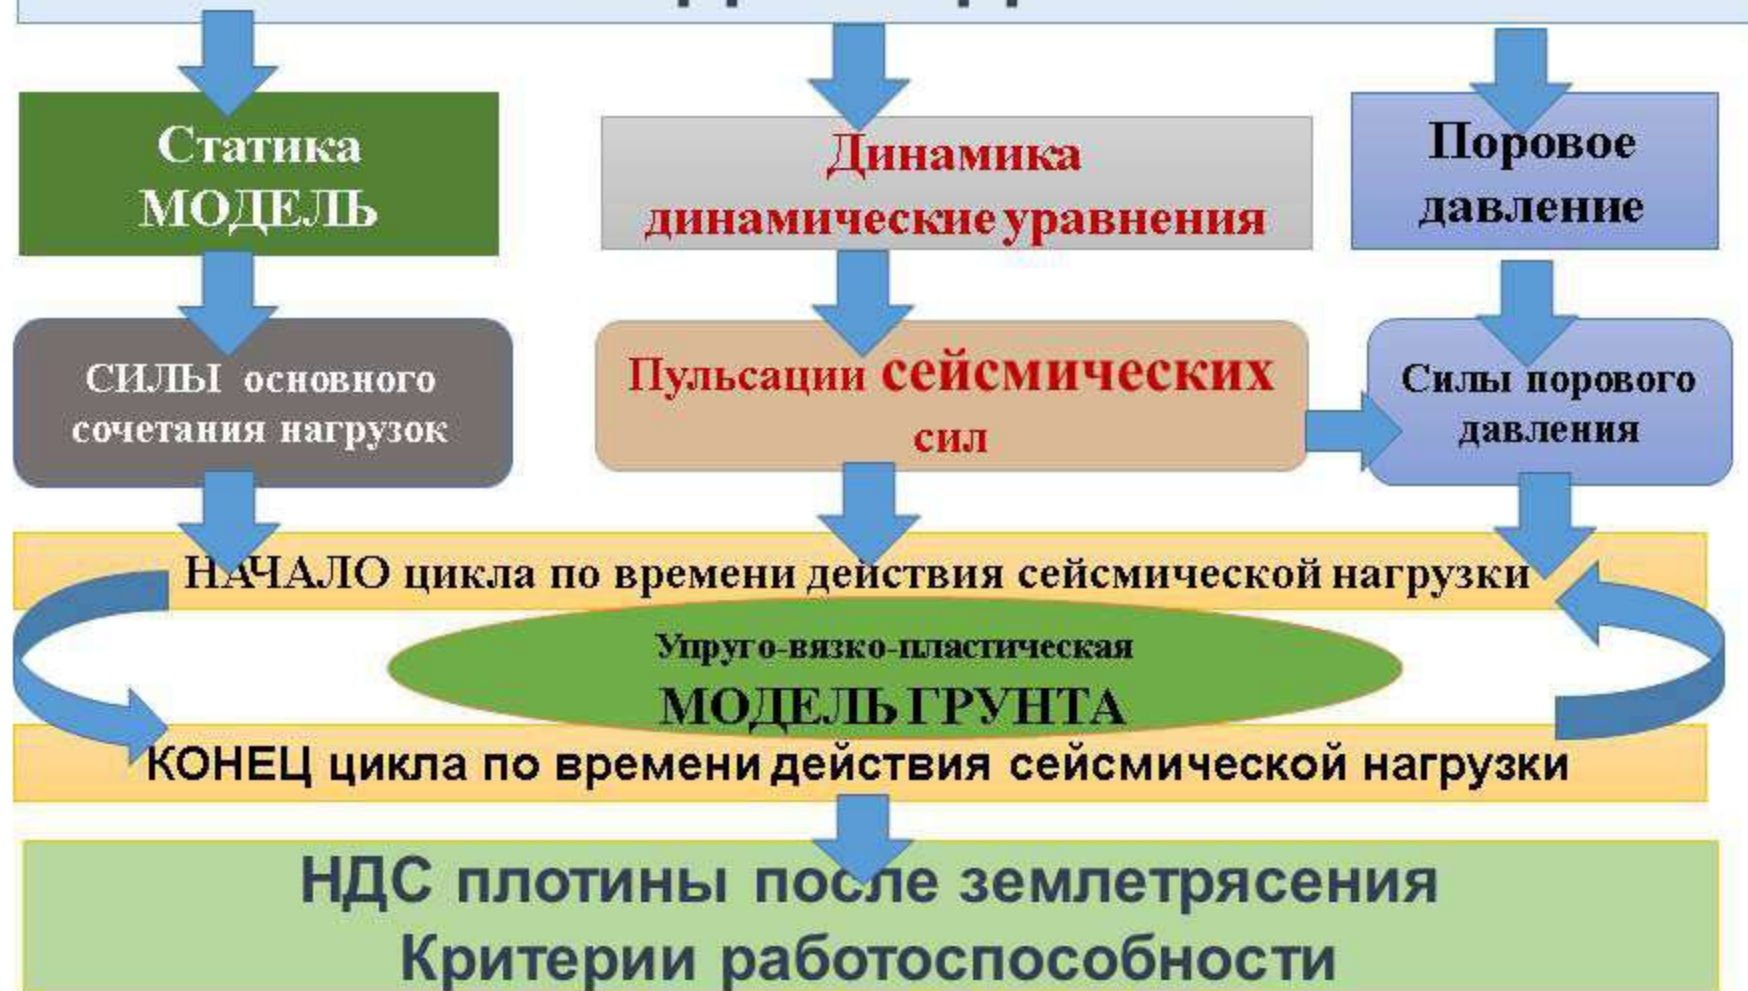 Статика
МОДЕЛЬ
Динамика
динамические уравнения
Поровое
давление
СИЛЫ основного
сочетания нагрузок
Пульсации сейсмических
сил
Силы порового
давления
НАЧАЛО цикла по времени действия сейсмической нагрузки
Упруго-вязко-пластическая
МОДЕЛЬ ГРУНТА
КОНЕЦ цикла по времени действия сейсмической нагрузки
НДС плотины после землетрясения
Критерии работоспособности